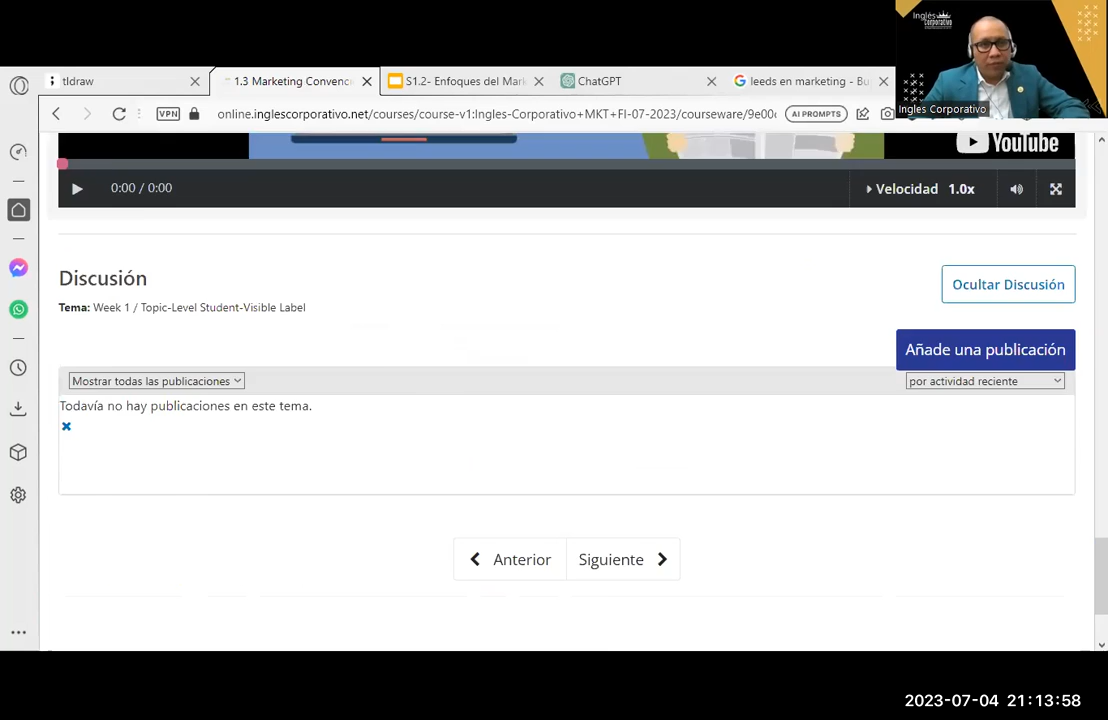 Inglés
corporativo
Ingles Corporativo
tldraw
1.3 Marketing Convenc
S1.2- Enfoques del Mark
ChatGPT
leeds en marketing - Bu
VPN
online.inglescorporativo.net/courses/course-v1:Ingles-Corporativo+MKT+FI-07-2023/courseware/9e00c
AI PROMPTS
YouTube
0:00 / 0:00
Velocidad 1.0x
Discusión
Ocultar Discusión
Tema: Week 1 / Topic-Level Student-Visible Label
Añade una publicación
Mostrar todas las publicaciones
por actividad reciente
Todavía no hay publicaciones en este tema.
Anterior
Siguiente
2023-07-04 21:13:58